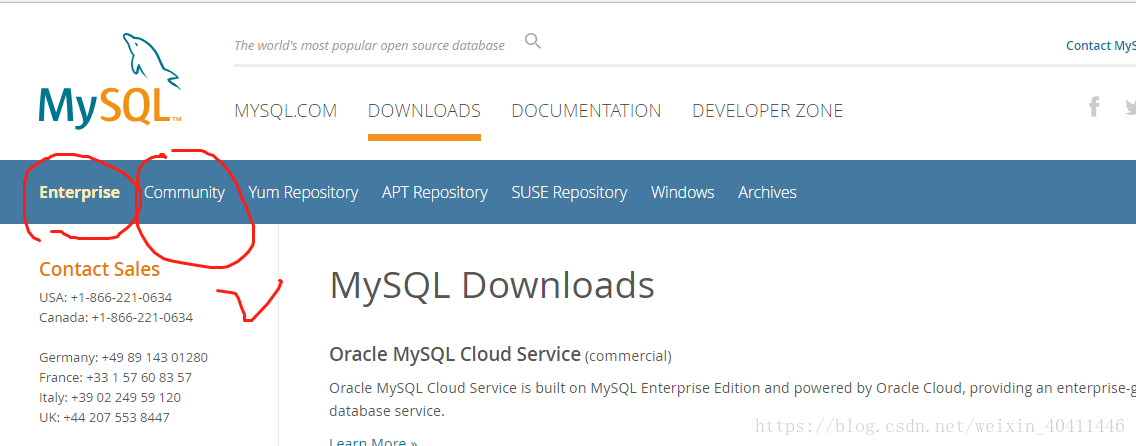 The world's most popular open source database
Contact MyS
MySQL™
MYSQL.COM DOWNLOADS DOCUMENTATION DEVELOPER ZONE
Enterprise Community Yum Repository APT Repository SUSE Repository Windows Archives
Contact Sales
USA: +1-866-221-0634
Canada: +1-866-221-0634
Germany: +49 89 143 01280
France: +33 1 57 60 83 57
Italy: +39 02 249 59 120
UK: +44 207 553 8447
MySQL Downloads
Oracle MySQL Cloud Service (commercial)
Oracle MySQL Cloud Service is built on MySQL Enterprise Edition and powered by Oracle Cloud, providing an enterprise-g
database service.
Learn More »
https://blog.csdn.net/weixin_40411446